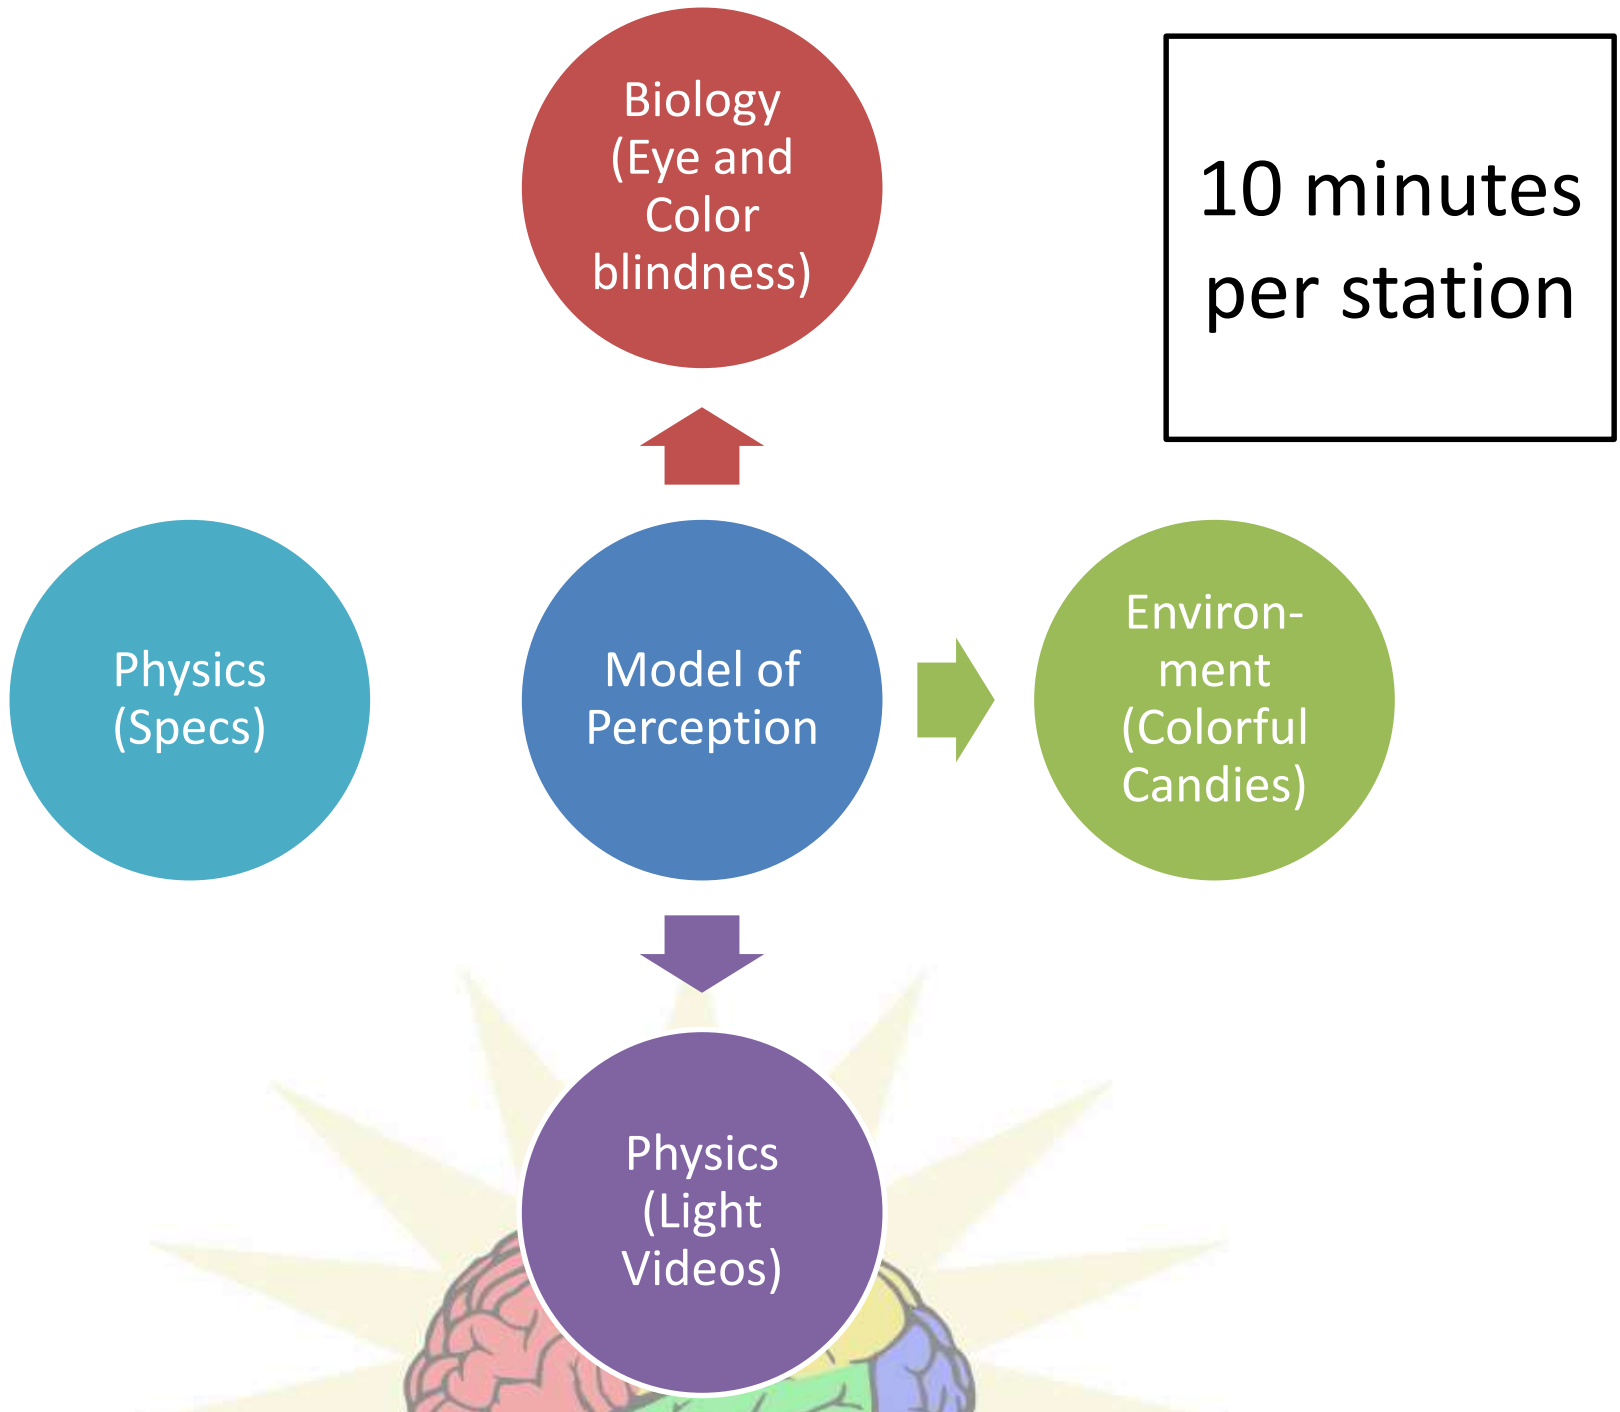 Biology
(Eye and
Color
blindness)
10 minutes
per station
Physics
(Specs)
Model of
Perception
Environ-
ment
(Colorful
Candies)
Physics
(Light
Videos)